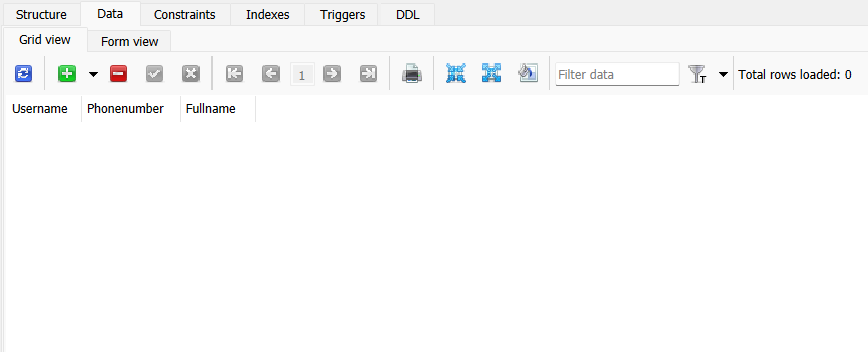 Structure Data Constraints Indexes Triggers DDL
Grid view Form view
1 Filter data T Total rows loaded: 0
Username Phonenumber Fullname